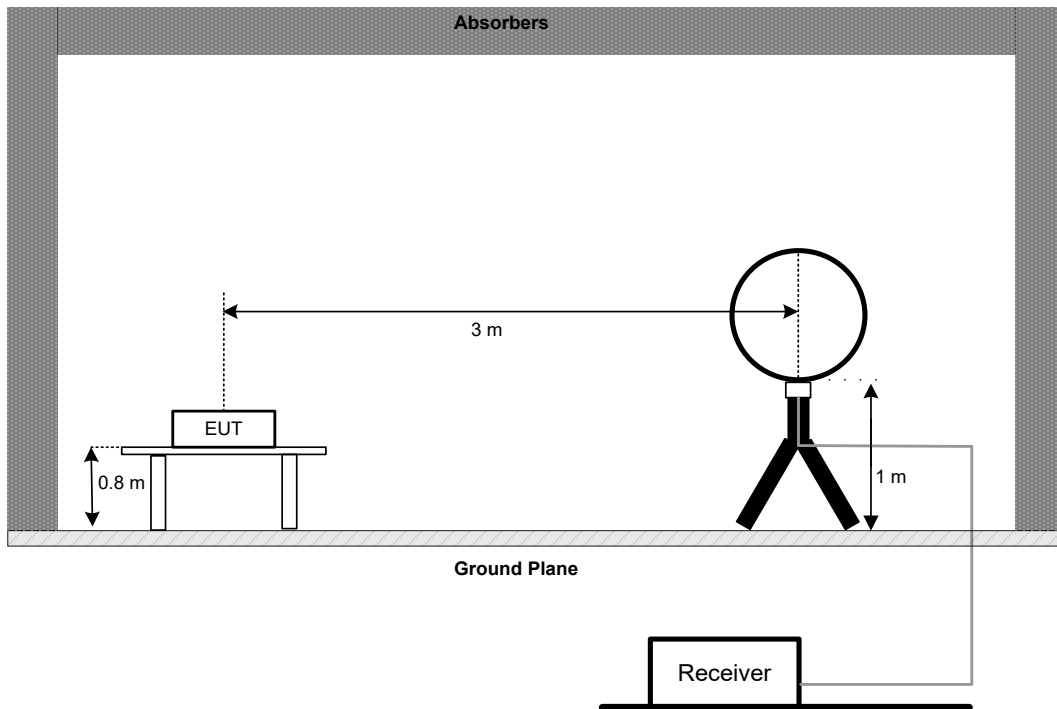 Absorbers
3 m
EUT
0.8 m
1 m
Ground Plane
Receiver